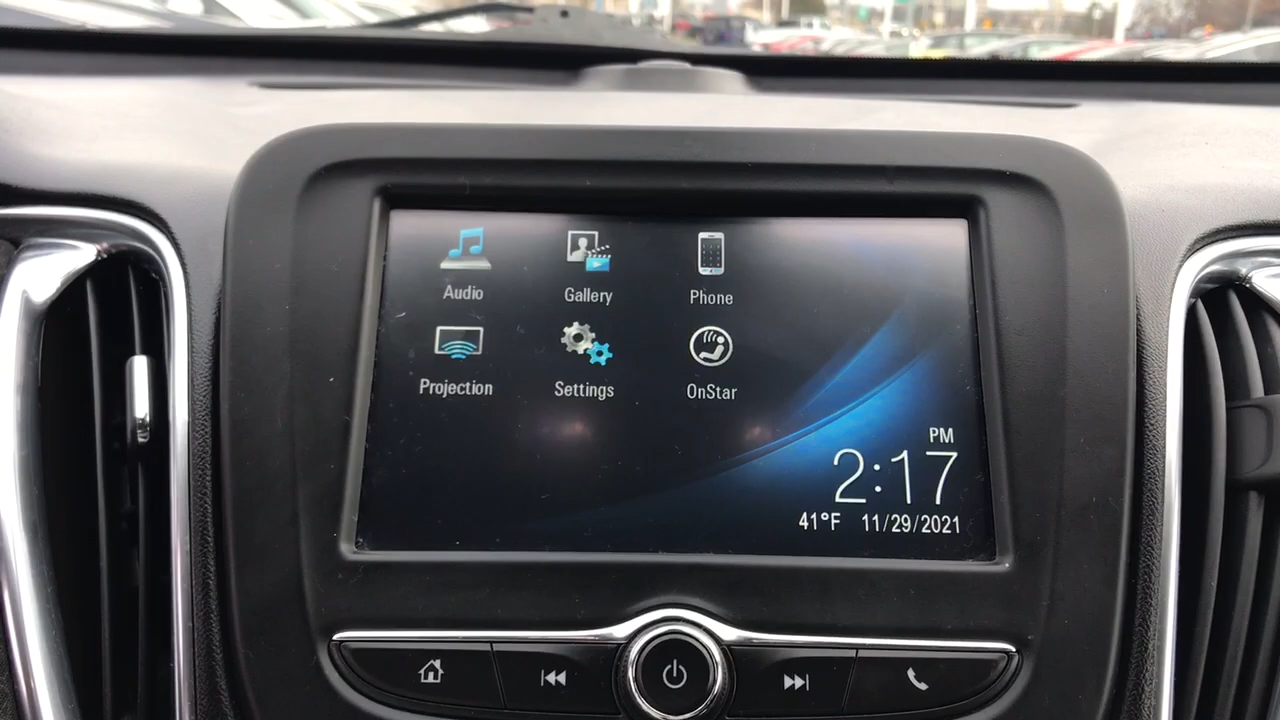 Audio Gallery Phone
Projection Settings OnStar
PM
2:17
41°F 11/29/2021